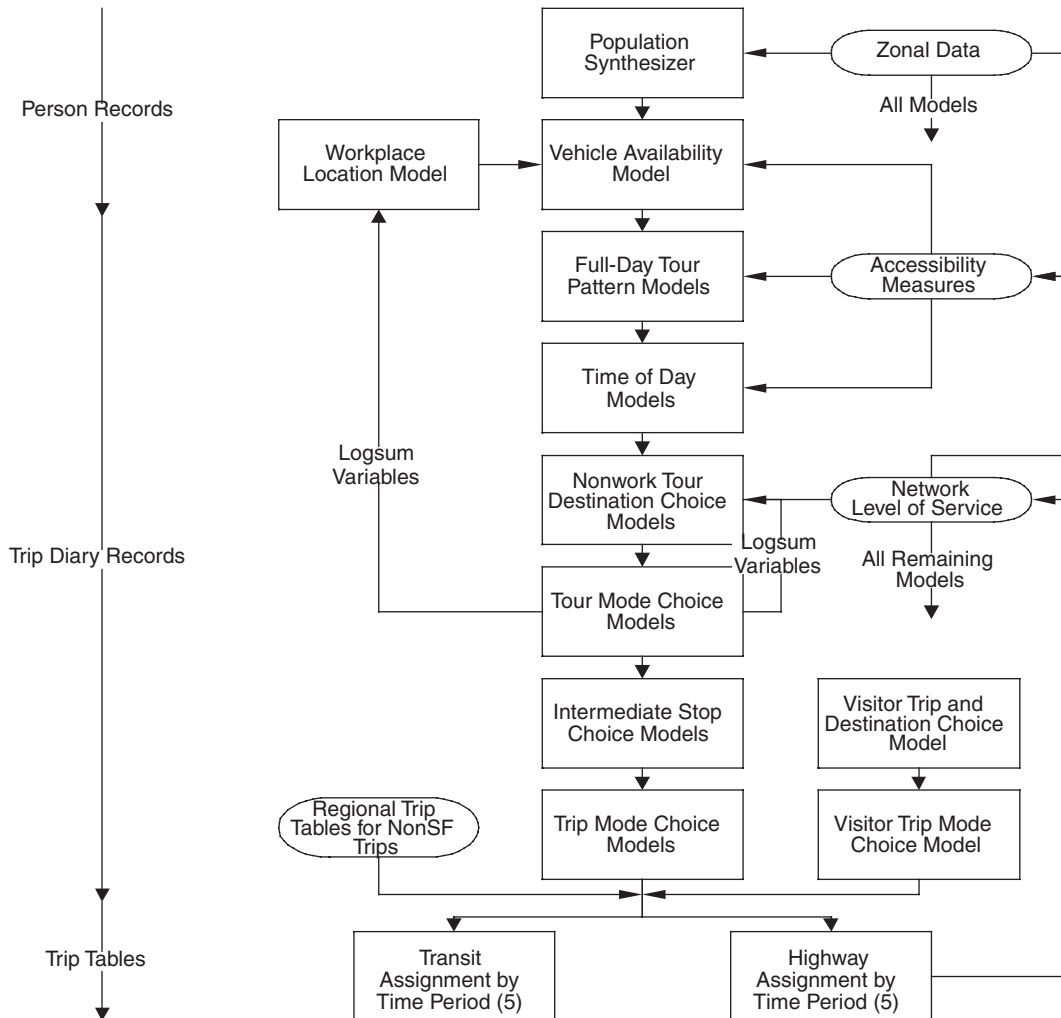 Population
Synthesizer
Zonal Data
All Models
Person Records
Workplace
Location Model
Vehicle Availability
Model
Full-Day Tour
Pattern Models
Accessibility
Measures
Time of Day
Models
Logsum
Variables
Nonwork Tour
Destination Choice
Models
Network
Level of Service
Logsum
Variables
All Remaining
Models
Trip Diary Records
Tour Mode Choice
Models
Intermediate Stop
Choice Models
Visitor Trip and
Destination Choice
Model
Regional Trip
Tables for NonSF
Trips
Trip Mode Choice
Models
Visitor Trip Mode
Choice Model
Trip Tables
Transit
Assignment by
Time Period (5)
Highway
Assignment by
Time Period (5)